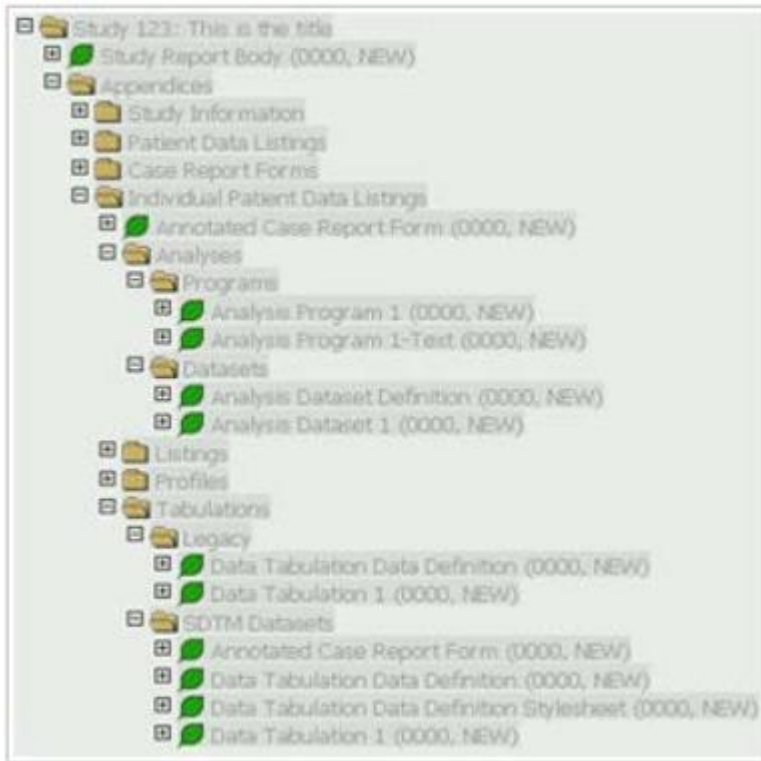 Study 123: This is the title
Study Report Body (0000, NEW)
Appendices
Study Information
Patient Data Listings
Case Report Forms
Individual Patient Data Listings
Annotated Case Report Form (0000, NEW)
Analyses
Programs
Analysis Program 1 (0000, NEW)
Analysis Program 1-Text (0000, NEW)
Datasets
Analysis Dataset Definition (0000, NEW)
Analysis Dataset 1 (0000, NEW)
Listings
Profiles
Tabulations
Legacy
Data Tabulation Data Definition (0000, NEW)
Data Tabulation 1 (0000, NEW)
SDTM Datasets
Annotated Case Report Form (0000, NEW)
Data Tabulation Data Definition (0000, NEW)
Data Tabulation Data Definition Stylesheet (0000, NEW)
Data Tabulation 1 (0000, NEW)